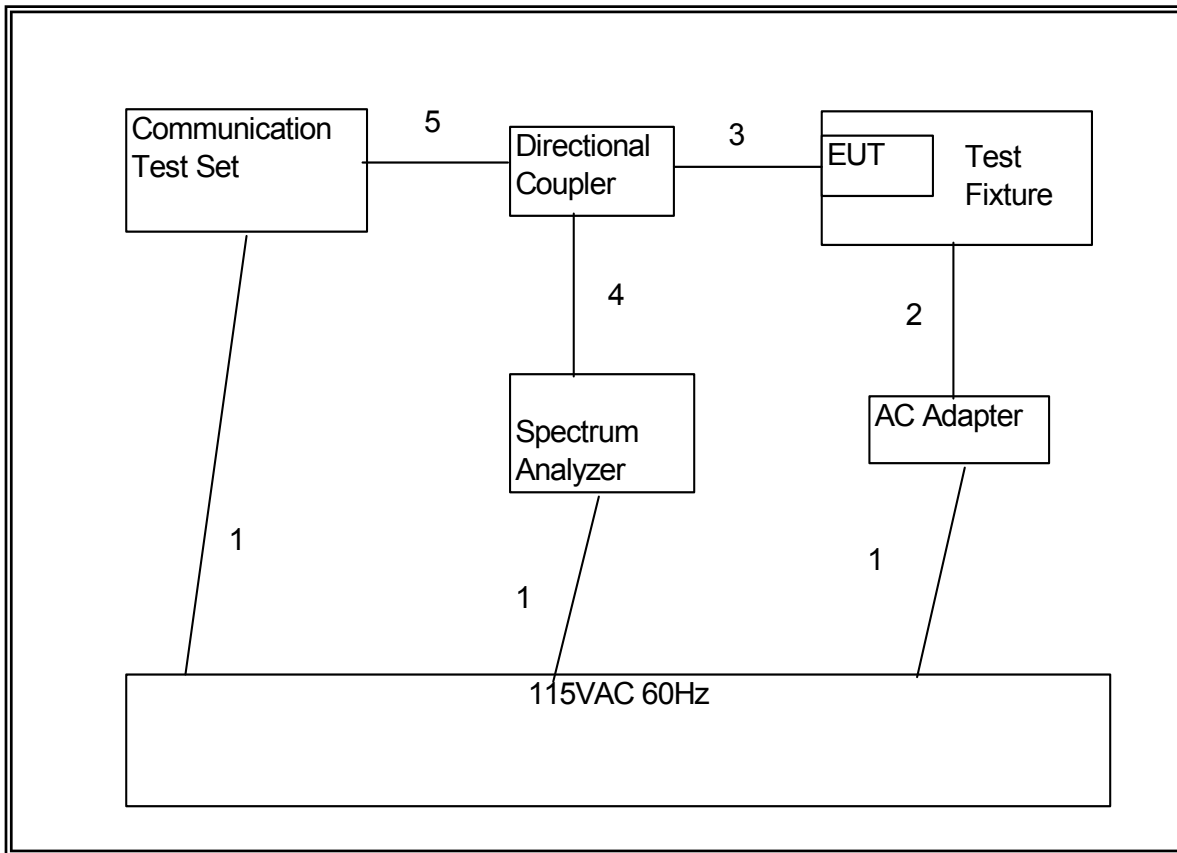 Communication
Test Set
5
Directional
Coupler
3
EUT
Test
Fixture
4
2
Spectrum
Analyzer
AC Adapter
1
1
1
115VAC 60Hz